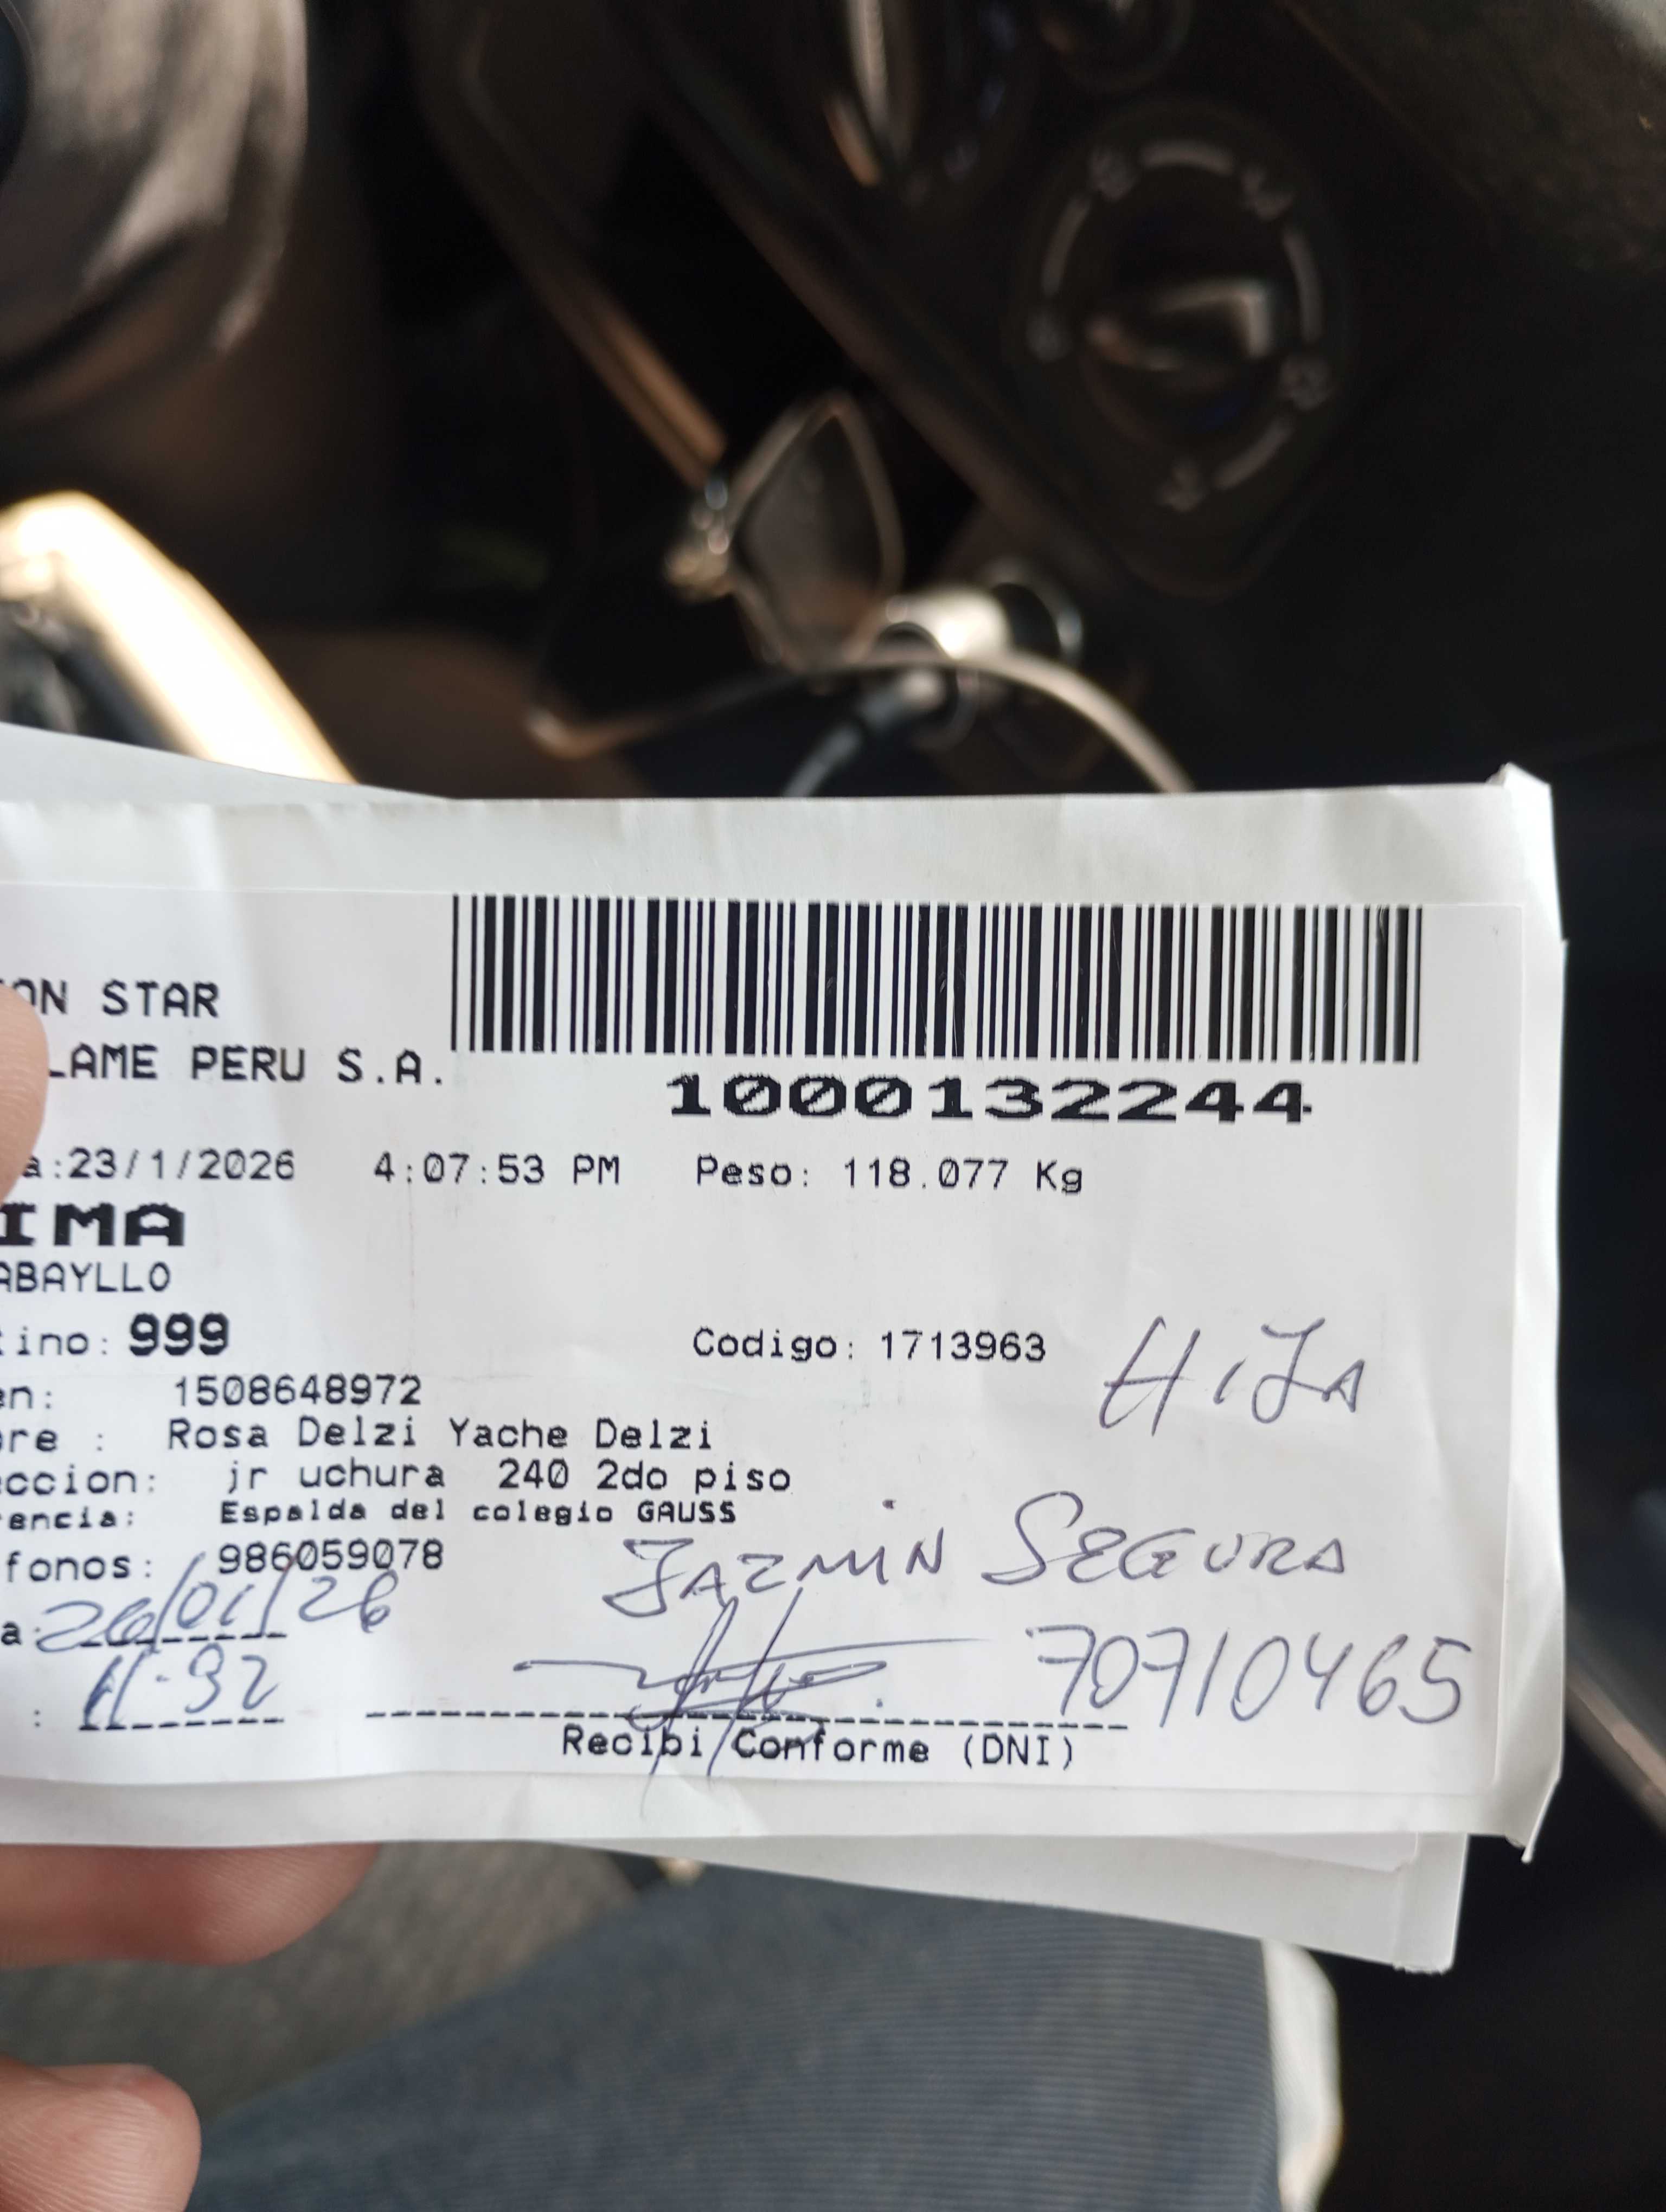 ON STAR
LAME PERU S.A.
1000132244
a:23/1/2026 4:07:53 PM Peso: 118.077 Kg
IMA
ABAYLLO
ino: 999 Codigo: 1713963 HIJA
en: 1508648972
re : Rosa Delzi Yache Delzi
ccion: jr uchura 240 2do piso
encia: Espalda del colegio GAUSS
fonos: 986059078 JAZMIN SEGURA
a: 26/01/26
: 11-32 70710465
Recibi Conforme (DNI)